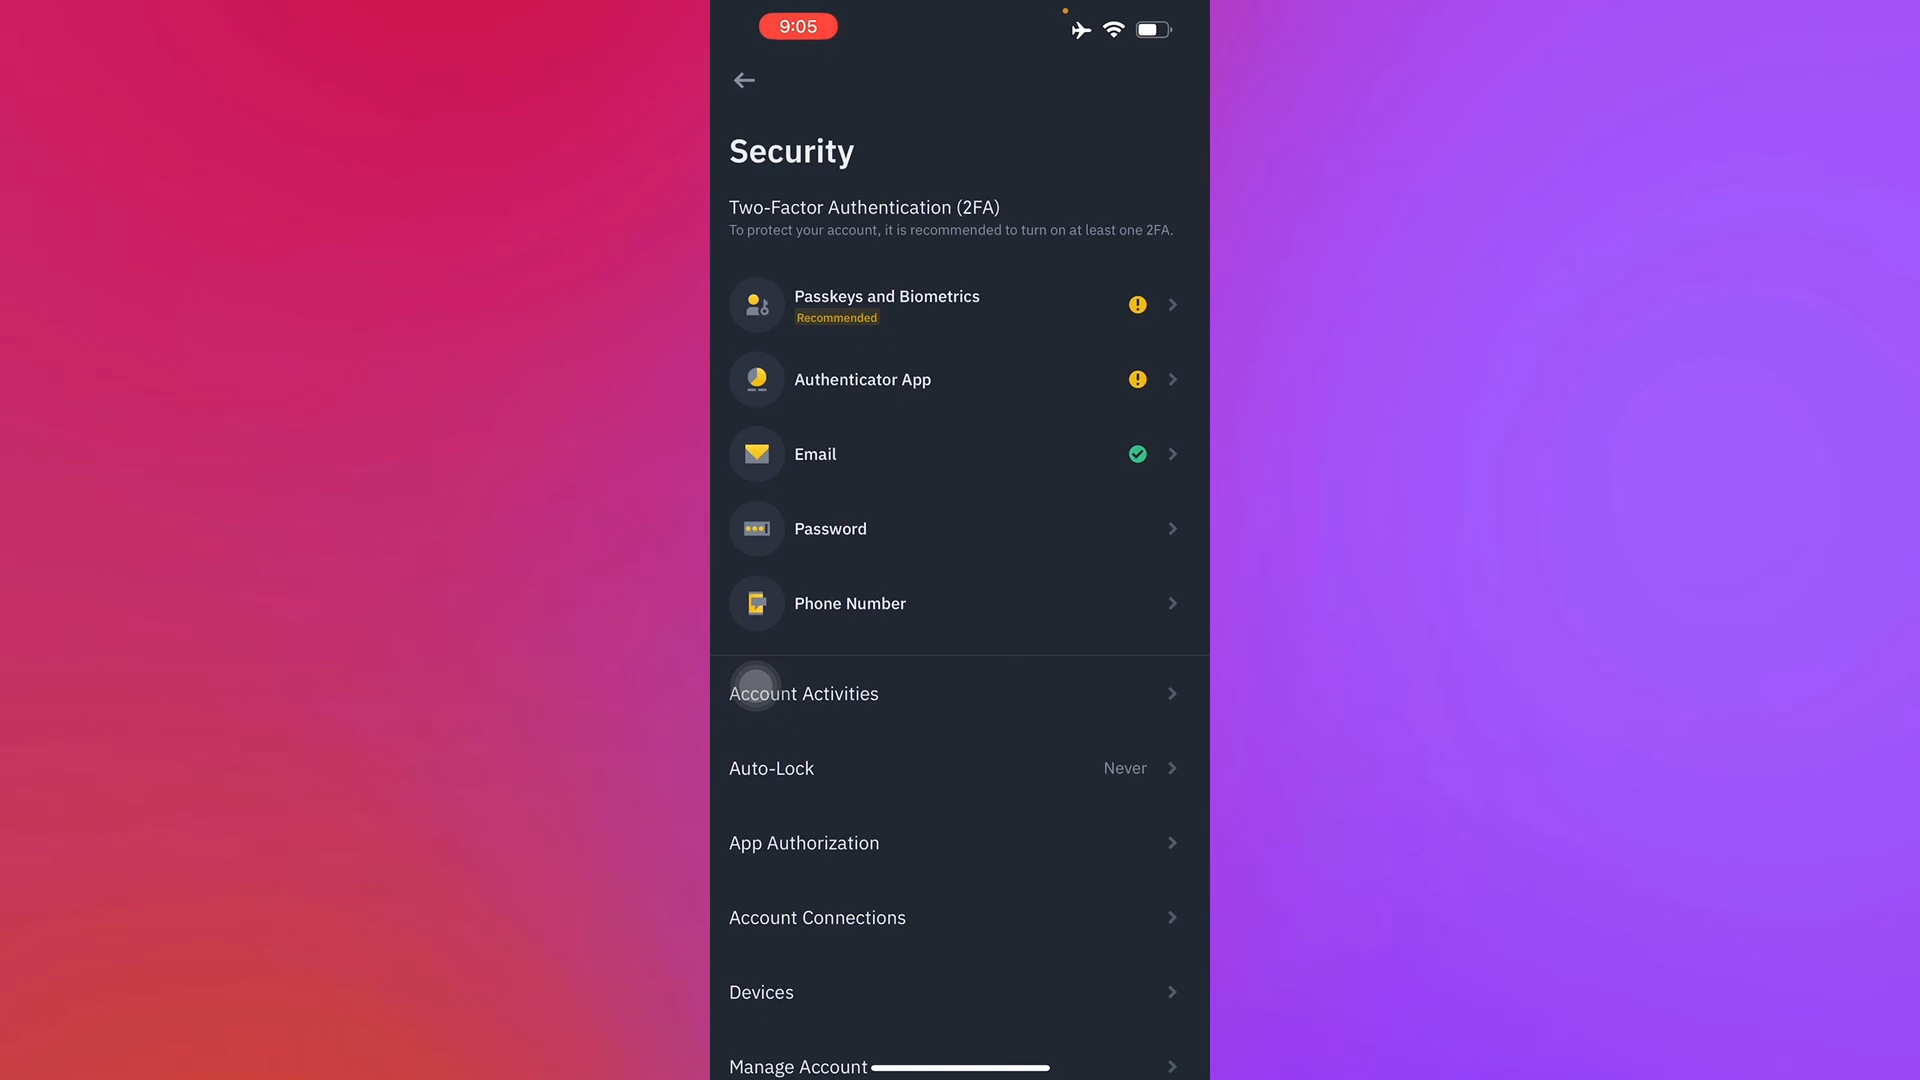 9:05
Security
Two-Factor Authentication (2FA)
To protect your account, it is recommended to turn on at least one 2FA.
Passkeys and Biometrics
Recommended
Authenticator App
Email
Password
Phone Number
Account Activities
Auto-Lock Never
App Authorization
Account Connections
Devices
Manage Account